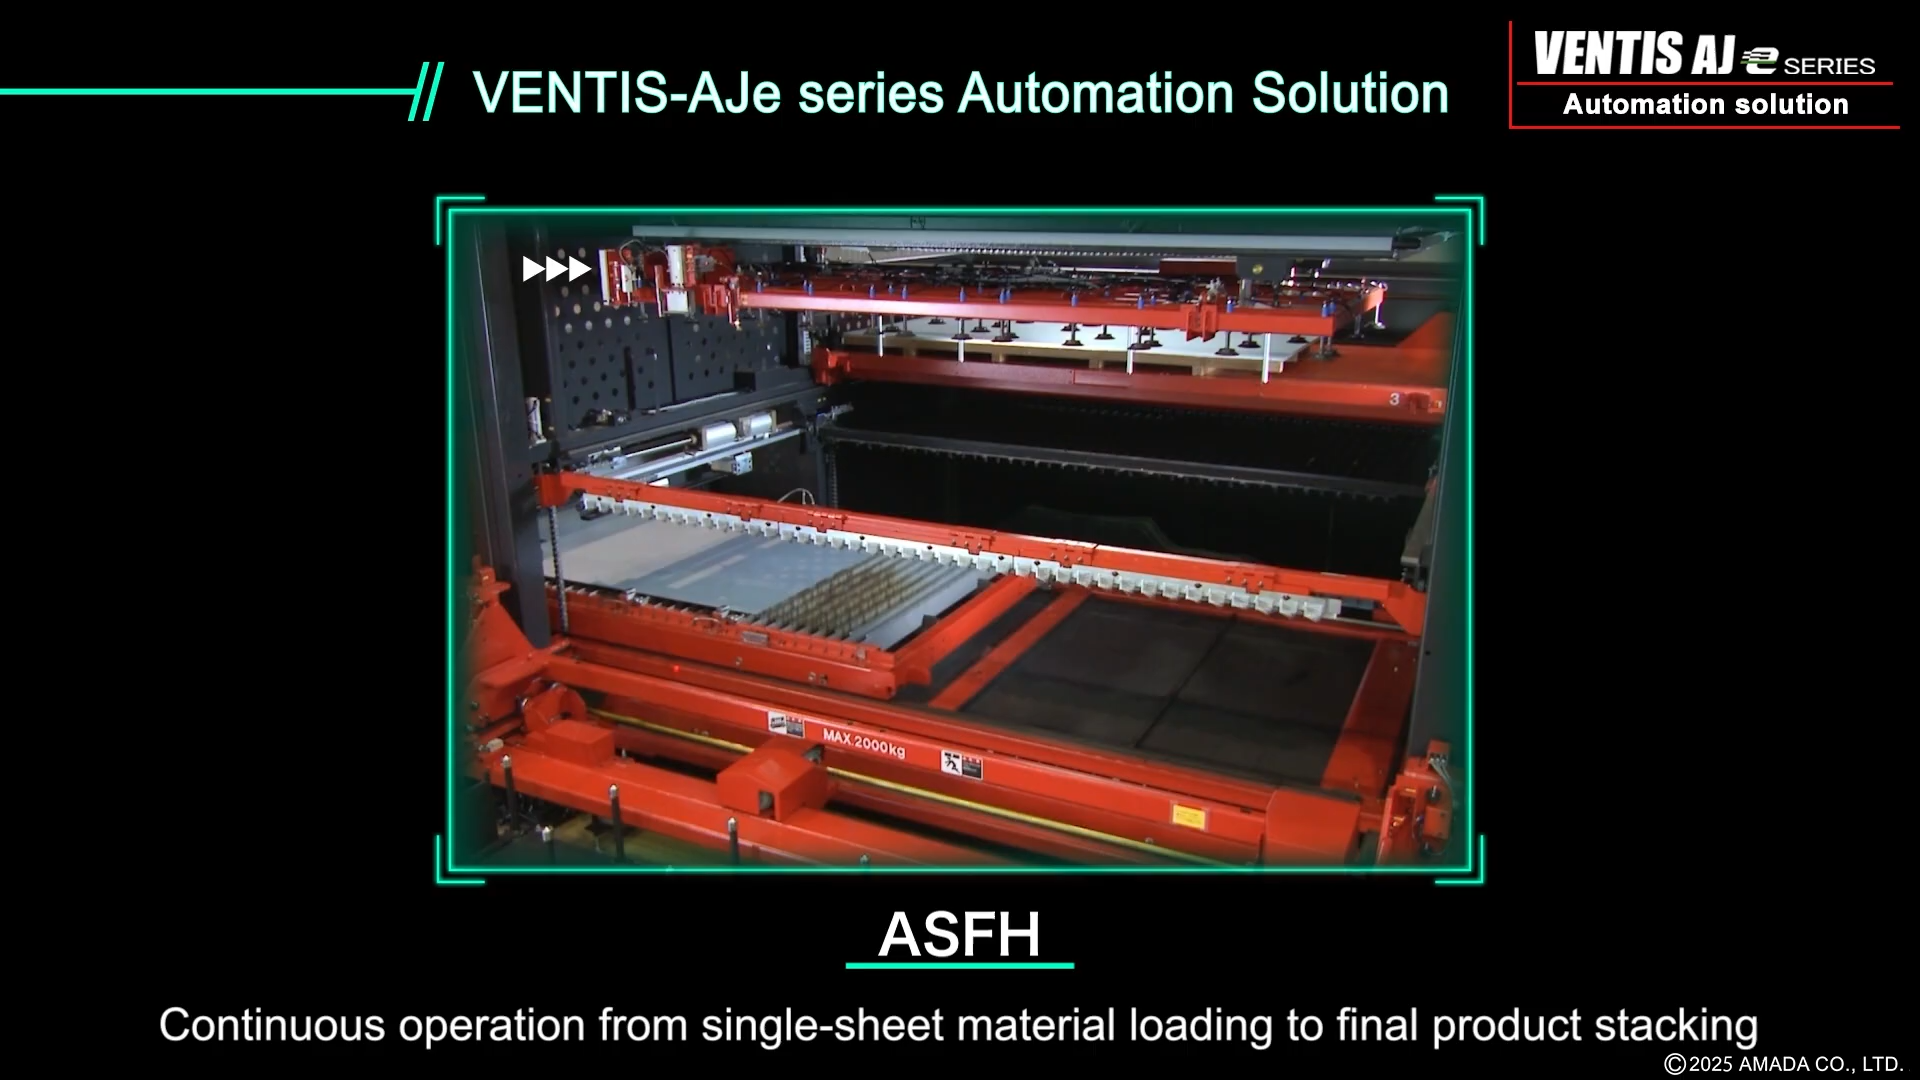 VENTIS-AJe series Automation Solution
VENTIS AJ e SERIES
Automation solution
3
MAX.2000kg
ASFH
Continuous operation from single-sheet material loading to final product stacking
©2025 AMADA CO., LTD.